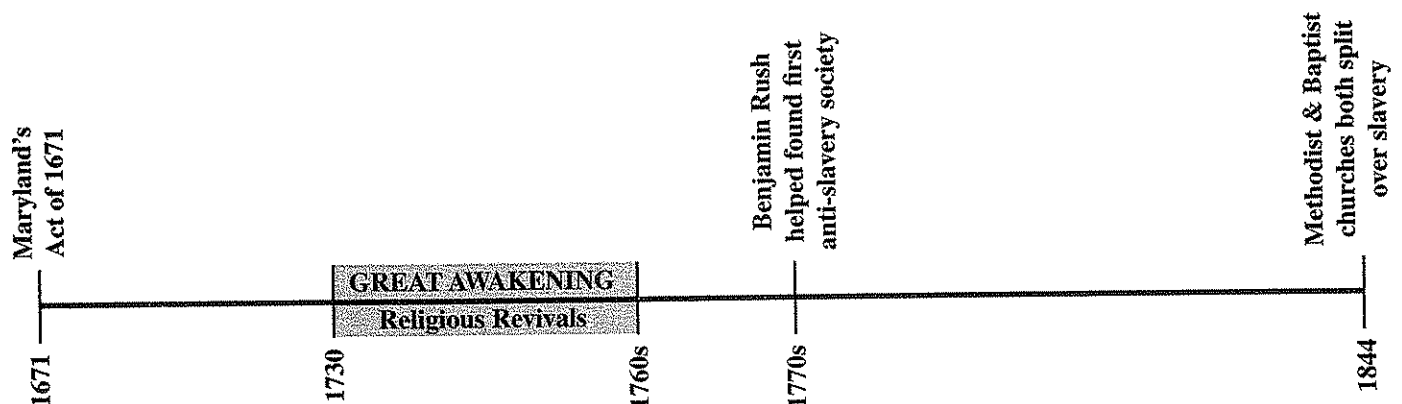 Maryland's
Act of 1671
GREAT AWAKENING
Religious Revivals
Benjamin Rush
helped found first
anti-slavery society
Methodist & Baptist
churches both split
over slavery
1671
1730
1760s
1770s
1844